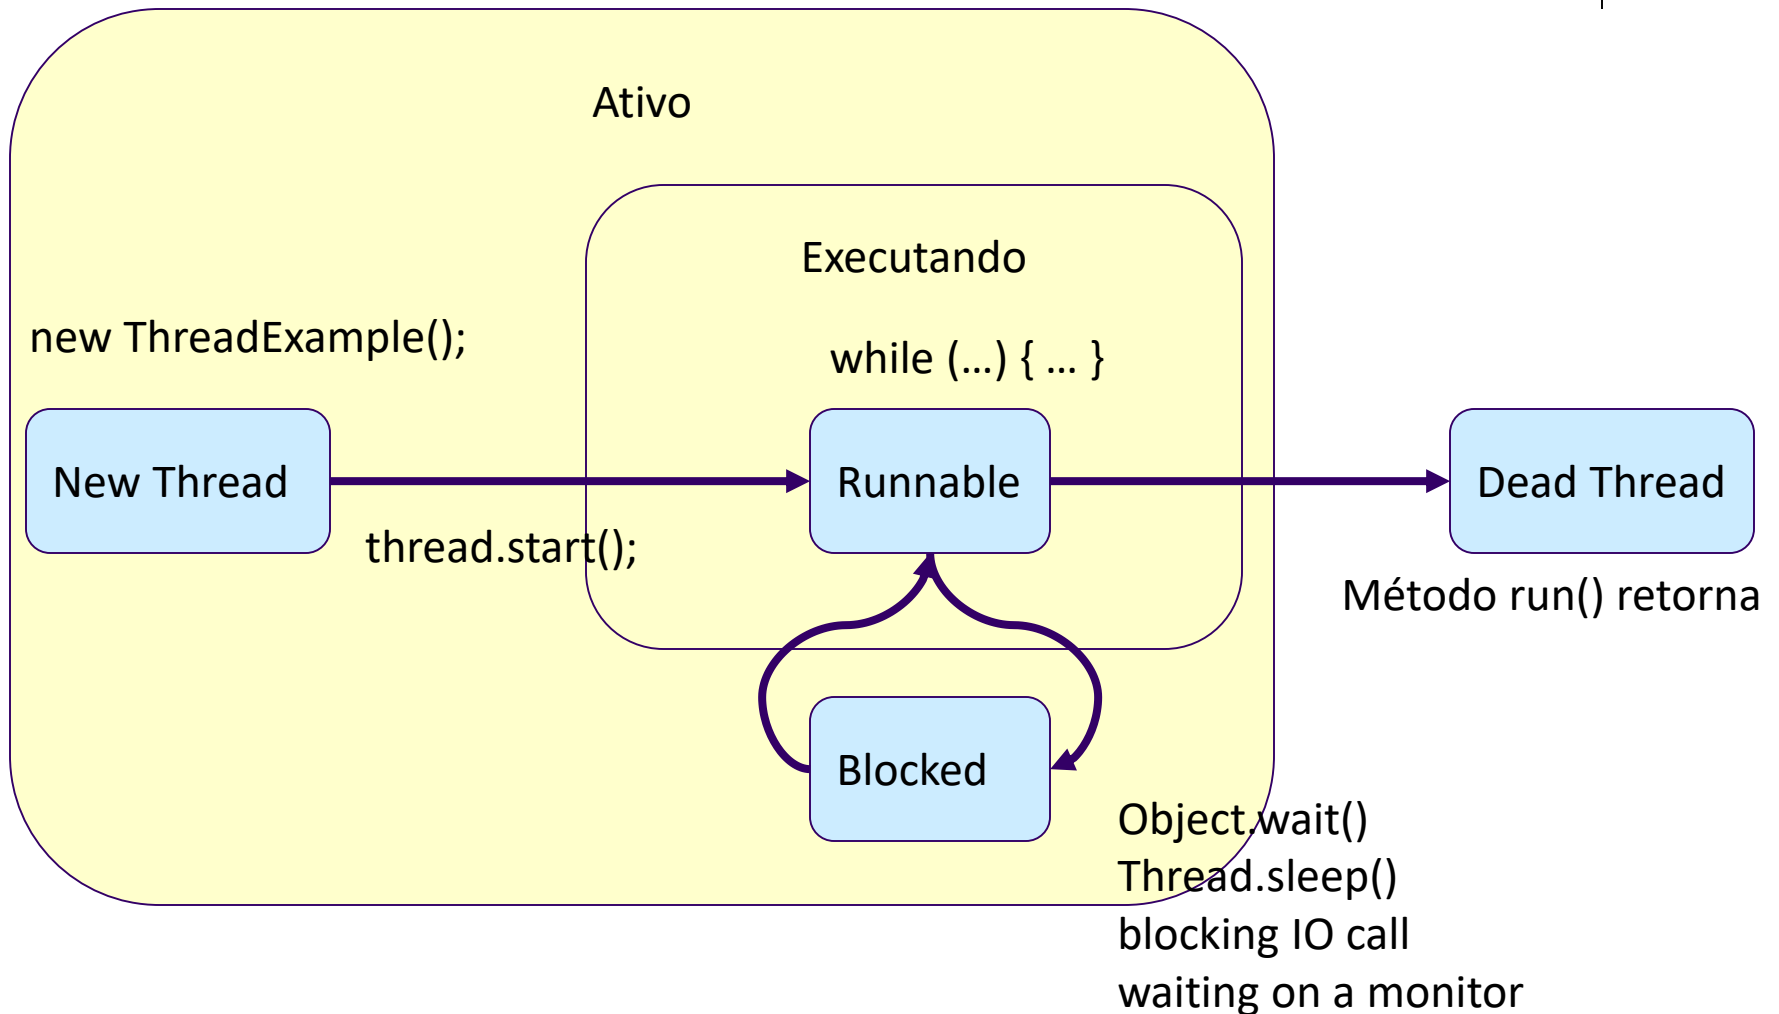 Ativo
Executando
new ThreadExample();
while (...) { ... }
New Thread
Runnable
Dead Thread
thread.start();
Método run() retorna
Blocked
Object.wait()
Thread.sleep()
blocking IO call
waiting on a monitor